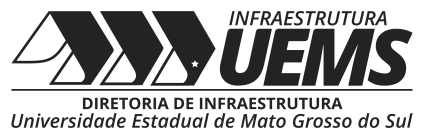 INFRAESTRUTURA
UEMS
DIRETORIA DE INFRAESTRUTURA
Universidade Estadual de Mato Grosso do Sul